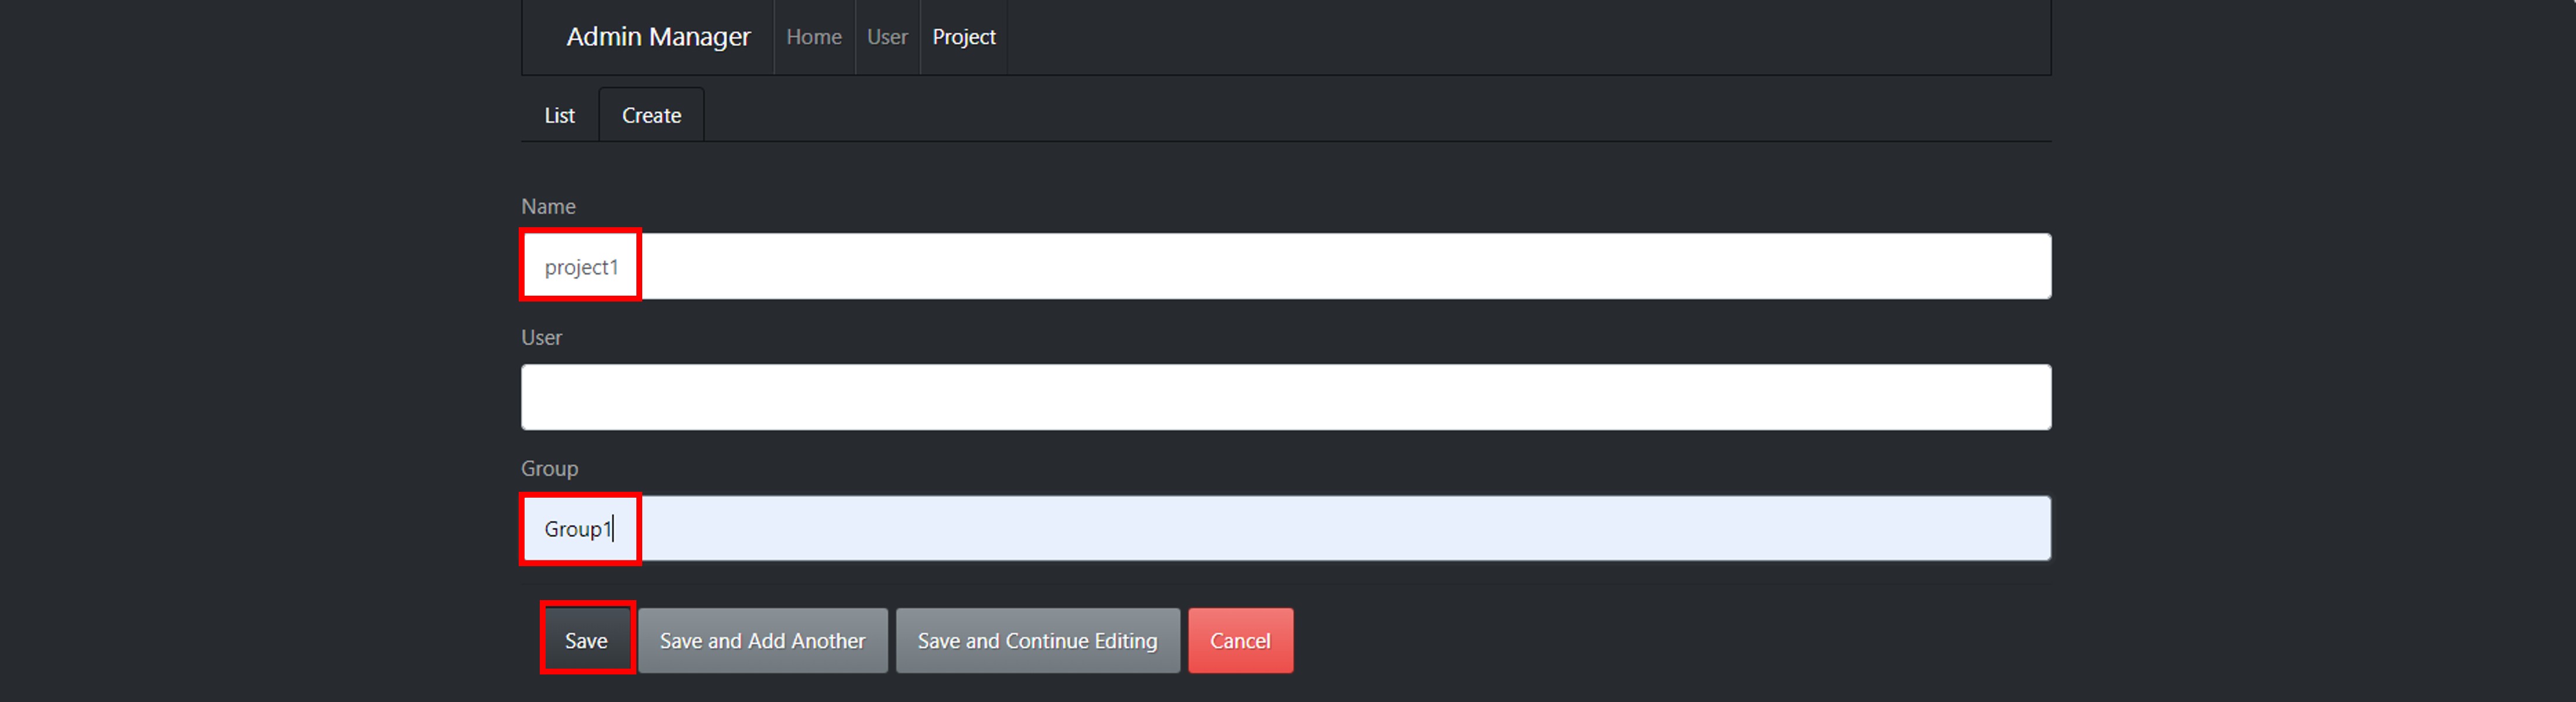 Admin Manager Home User Project
List Create
Name
project1
User
Group
Group1
Save Save and Add Another Save and Continue Editing Cancel